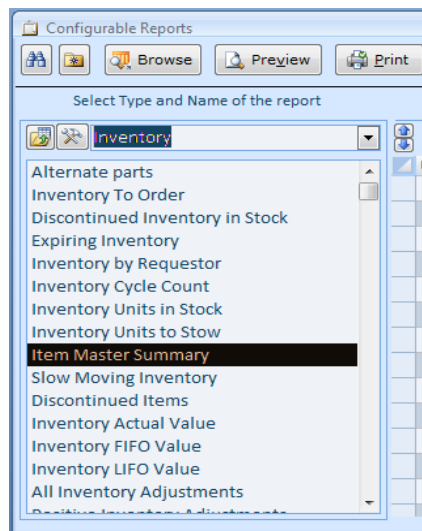 Configurable Reports
Browse Preview Print
Select Type and Name of the report
Inventory
Alternate parts
Inventory To Order
Discontinued Inventory in Stock
Expiring Inventory
Inventory by Requestor
Inventory Cycle Count
Inventory Units in Stock
Inventory Units to Stow
Item Master Summary
Slow Moving Inventory
Discontinued Items
Inventory Actual Value
Inventory FIFO Value
Inventory LIFO Value
All Inventory Adjustments
Positive Inventory Adjustments